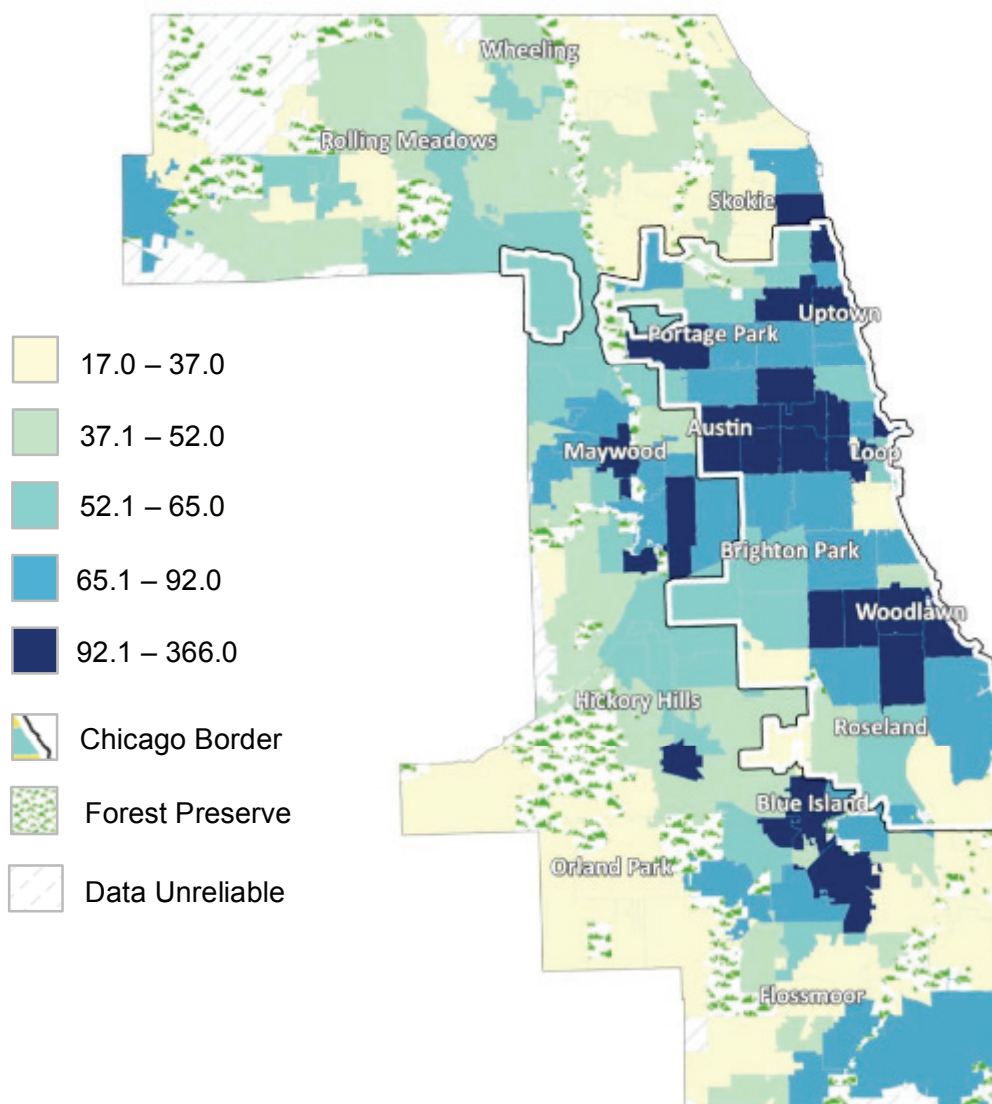 Wheeling
Rolling Meadows
Skokie
Uptown
Portage Park
Austin
Maywood
Loop
Brighton Park
Woodlawn
Hickory Hills
Roseland
Blue Island
Orland Park
Flossmoor
17.0 – 37.0
37.1 – 52.0
52.1 – 65.0
65.1 – 92.0
92.1 – 366.0
Chicago Border
Forest Preserve
Data Unreliable